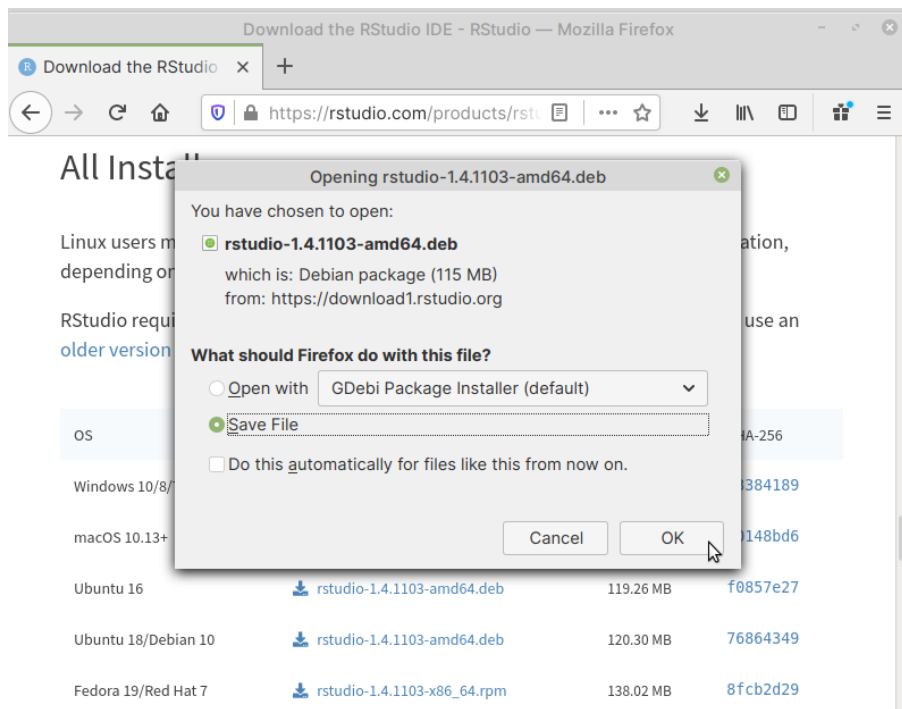 Download the RStudio IDE - RStudio — Mozilla Firefox
Download the RStudio
https://rstudio.com/products/rstu
All Insta
Opening rstudio-1.4.1103-amd64.deb
You have chosen to open:
Linux users m
rstudio-1.4.1103-amd64.deb
ation,
depending on
which is: Debian package (115 MB)
from: https://download1.rstudio.org
RStudio requi
use an
older version
What should Firefox do with this file?
Open with GDebi Package Installer (default)
Save File
OS
HA-256
Do this automatically for files like this from now on.
Windows 10/8/
384189
macOS 10.13+
Cancel OK
0148bd6
Ubuntu 16 rstudio-1.4.1103-amd64.deb 119.26 MB f0857e27
Ubuntu 18/Debian 10 rstudio-1.4.1103-amd64.deb 120.30 MB 76864349
Fedora 19/Red Hat 7 rstudio-1.4.1103-x86_64.rpm 138.02 MB 8fcb2d29